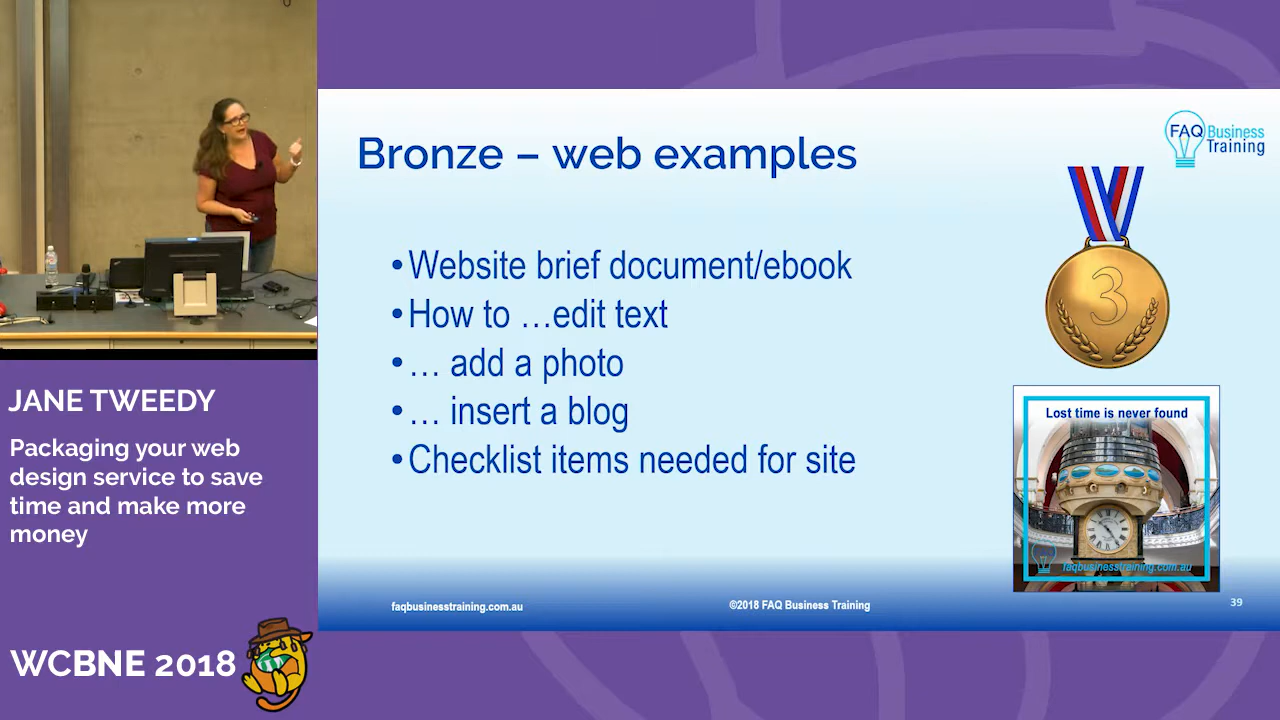 JANE TWEEDY
Packaging your web
design service to save
time and make more
money
WCBNE 2018
Bronze – web examples
•Website brief document/ebook
•How to …edit text
•… add a photo
•… insert a blog
•Checklist items needed for site
FAQ Business
Training
3
Lost time is never found
faqbusinesstraining.com.au
faqbusinesstraining.com.au
©2018 FAQ Business Training
39